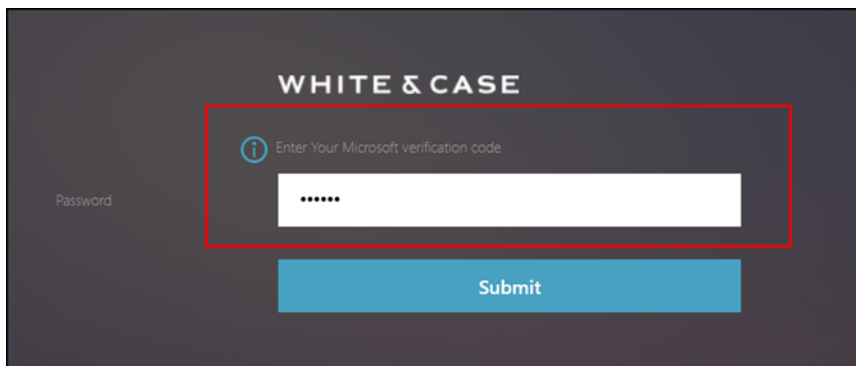 WHITE & CASE
Enter Your Microsoft verification code
Password
••••••
Submit